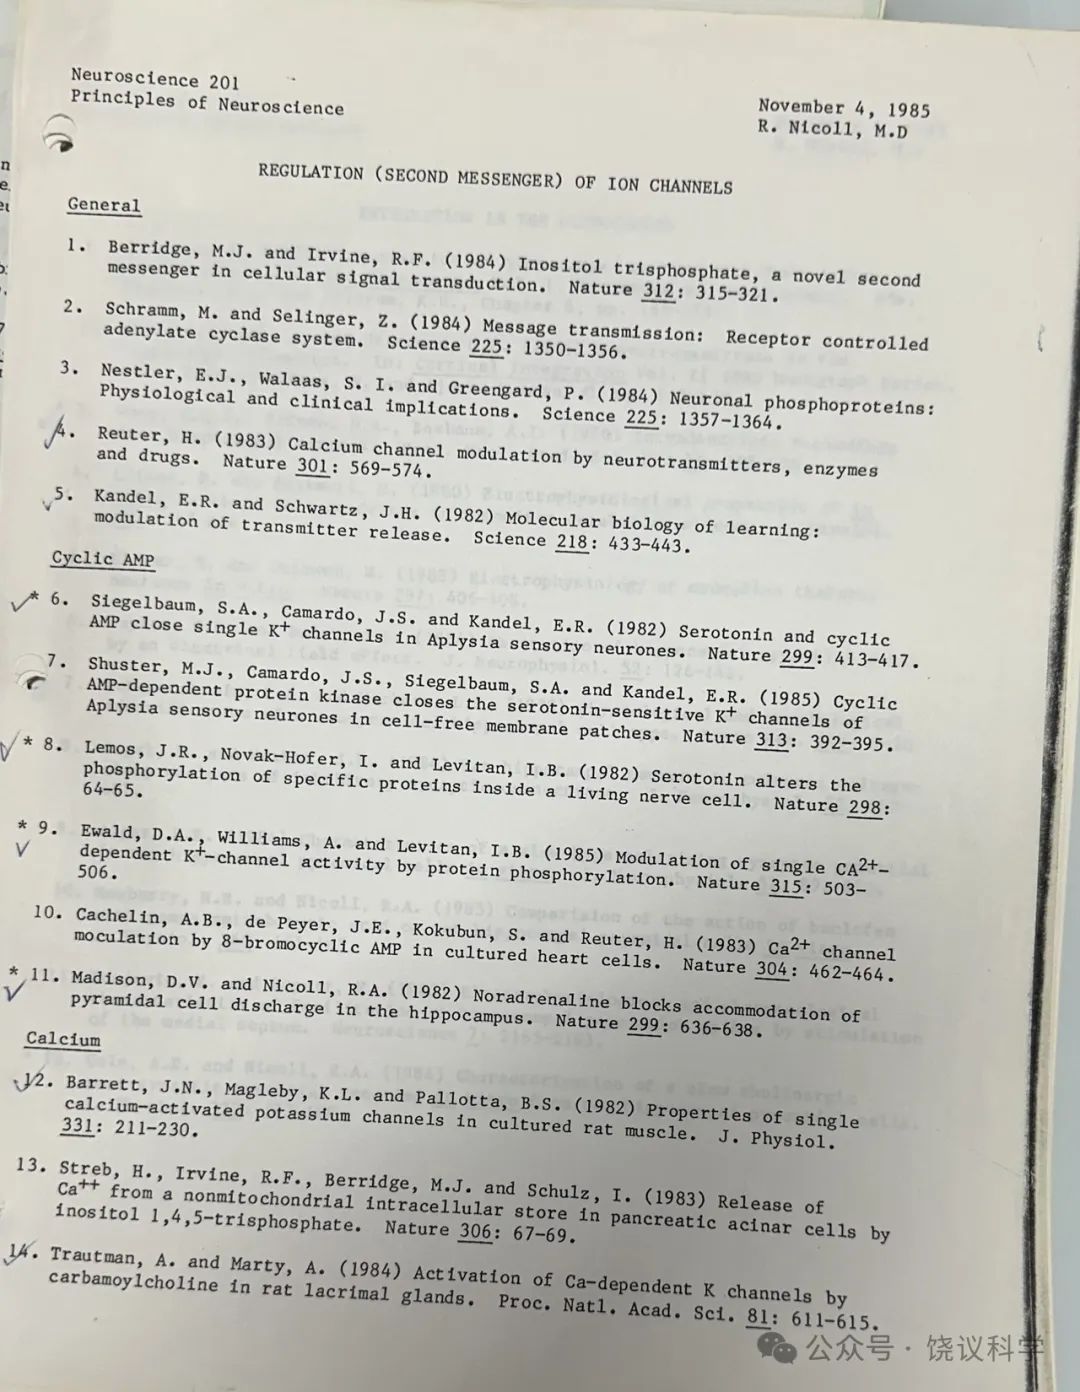 Neuroscience 201
Principles of Neuroscience
November 4, 1985
R. Nicoll, M.D
REGULATION (SECOND MESSENGER) OF ION CHANNELS
General
1. Berridge, M.J. and Irvine, R.F. (1984) Inositol trisphosphate, a novel second
messenger in cellular signal transduction. Nature 312: 315-321.
2. Schramm, M. and Selinger, Z. (1984) Message transmission: Receptor controlled
adenylate cyclase system. Science 225: 1350-1356.
3. Nestler, E.J., Walaas, S. I. and Greengard, P. (1984) Neuronal phosphoproteins:
Physiological and clinical implications. Science 225: 1357-1364.
4. Reuter, H. (1983) Calcium channel modulation by neurotransmitters, enzymes
and drugs. Nature 301: 569-574.
5. Kandel, E.R. and Schwartz, J.H. (1982) Molecular biology of learning:
modulation of transmitter release. Science 218: 433-443.
Cyclic AMP
* 6. Siegelbaum, S.A., Camardo, J.S. and Kandel, E.R. (1982) Serotonin and cyclic
AMP close single K+ channels in Aplysia sensory neurones. Nature 299: 413-417.
7. Shuster, M.J., Camardo, J.S., Siegelbaum, S.A. and Kandel, E.R. (1985) Cyclic
AMP-dependent protein kinase closes the serotonin-sensitive K+ channels of
Aplysia sensory neurones in cell-free membrane patches. Nature 313: 392-395.
* 8. Lemos, J.R., Novak-Hofer, I. and Levitan, I.B. (1982) Serotonin alters the
phosphorylation of specific proteins inside a living nerve cell. Nature 298:
64-65.
* 9. Ewald, D.A., Williams, A. and Levitan, I.B. (1985) Modulation of single CA2+-
dependent K+-channel activity by protein phosphorylation. Nature 315: 503-
506.
10. Cachelin, A.B., de Peyer, J.E., Kokubun, S. and Reuter, H. (1983) Ca2+ channel
moculation by 8-bromocyclic AMP in cultured heart cells. Nature 304: 462-464.
* 11. Madison, D.V. and Nicoll, R.A. (1982) Noradrenaline blocks accommodation of
pyramidal cell discharge in the hippocampus. Nature 299: 636-638.
Calcium
12. Barrett, J.N., Magleby, K.L. and Pallotta, B.S. (1982) Properties of single
calcium-activated potassium channels in cultured rat muscle. J. Physiol.
331: 211-230.
13. Streb, H., Irvine, R.F., Berridge, M.J. and Schulz, I. (1983) Release of
Ca++ from a nonmitochondrial intracellular store in pancreatic acinar cells by
inositol 1,4,5-trisphosphate. Nature 306: 67-69.
14. Trautman, A. and Marty, A. (1984) Activation of Ca-dependent K channels by
carbamoylcholine in rat lacrimal glands. Proc. Natl. Acad. Sci. 81: 611-615.
公众号 · 饶议科学